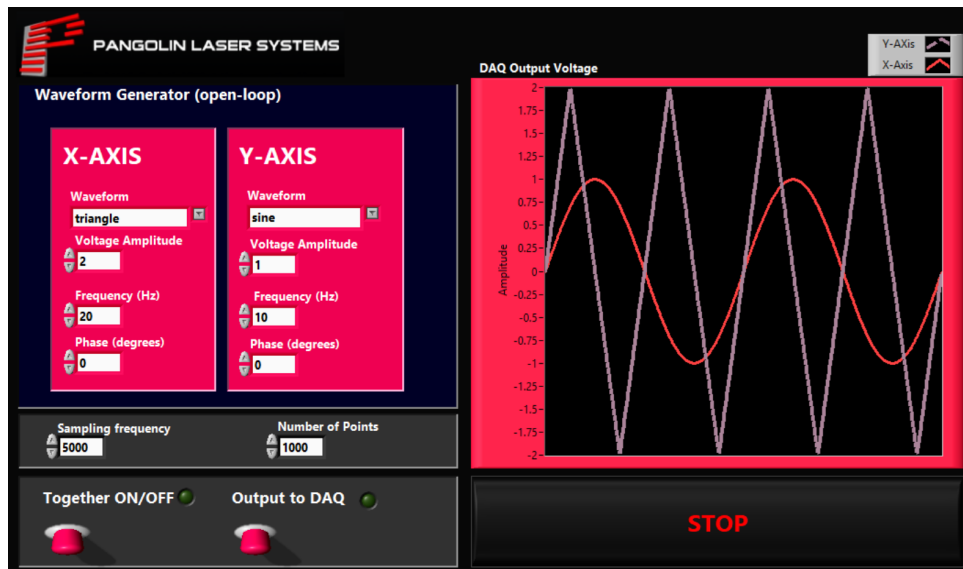 PANGOLIN LASER SYSTEMS
Waveform Generator (open-loop)
X-AXIS
Waveform
triangle
Voltage Amplitude
2
Frequency (Hz)
20
Phase (degrees)
0
Y-AXIS
Waveform
sine
Voltage Amplitude
1
Frequency (Hz)
10
Phase (degrees)
0
Sampling frequency
5000
Number of Points
1000
Together ON/OFF
Output to DAQ
DAQ Output Voltage
Y-AXis
X-Axis
Amplitude
2
1.75
1.5
1.25
1
0.75
0.5
0.25
0
-0.25
-0.5
-0.75
-1
-1.25
-1.5
-1.75
-2
STOP